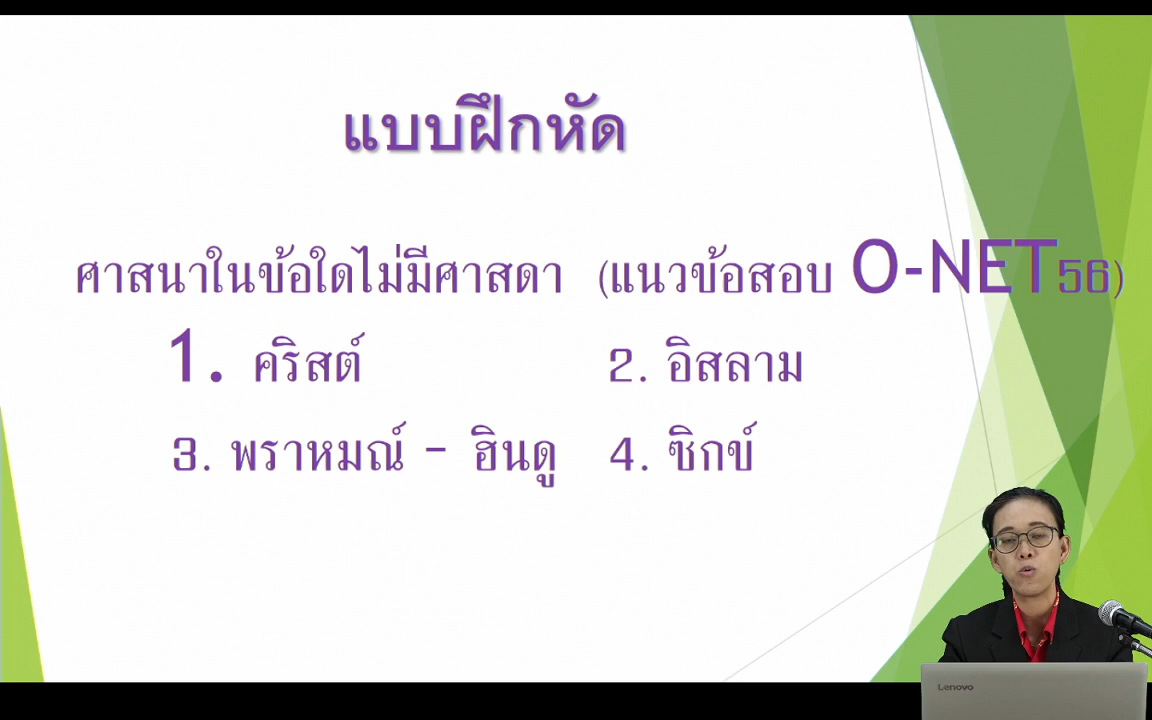 แบบฝึกหัด
ศาสนาในข้อใดไม่มีศาสดา (แนวข้อสอบ O-NET56)
1. คริสต์ 2. อิสลาม
3. พราหมณ์ - ฮินดู 4. ซิกข์
Lenovo